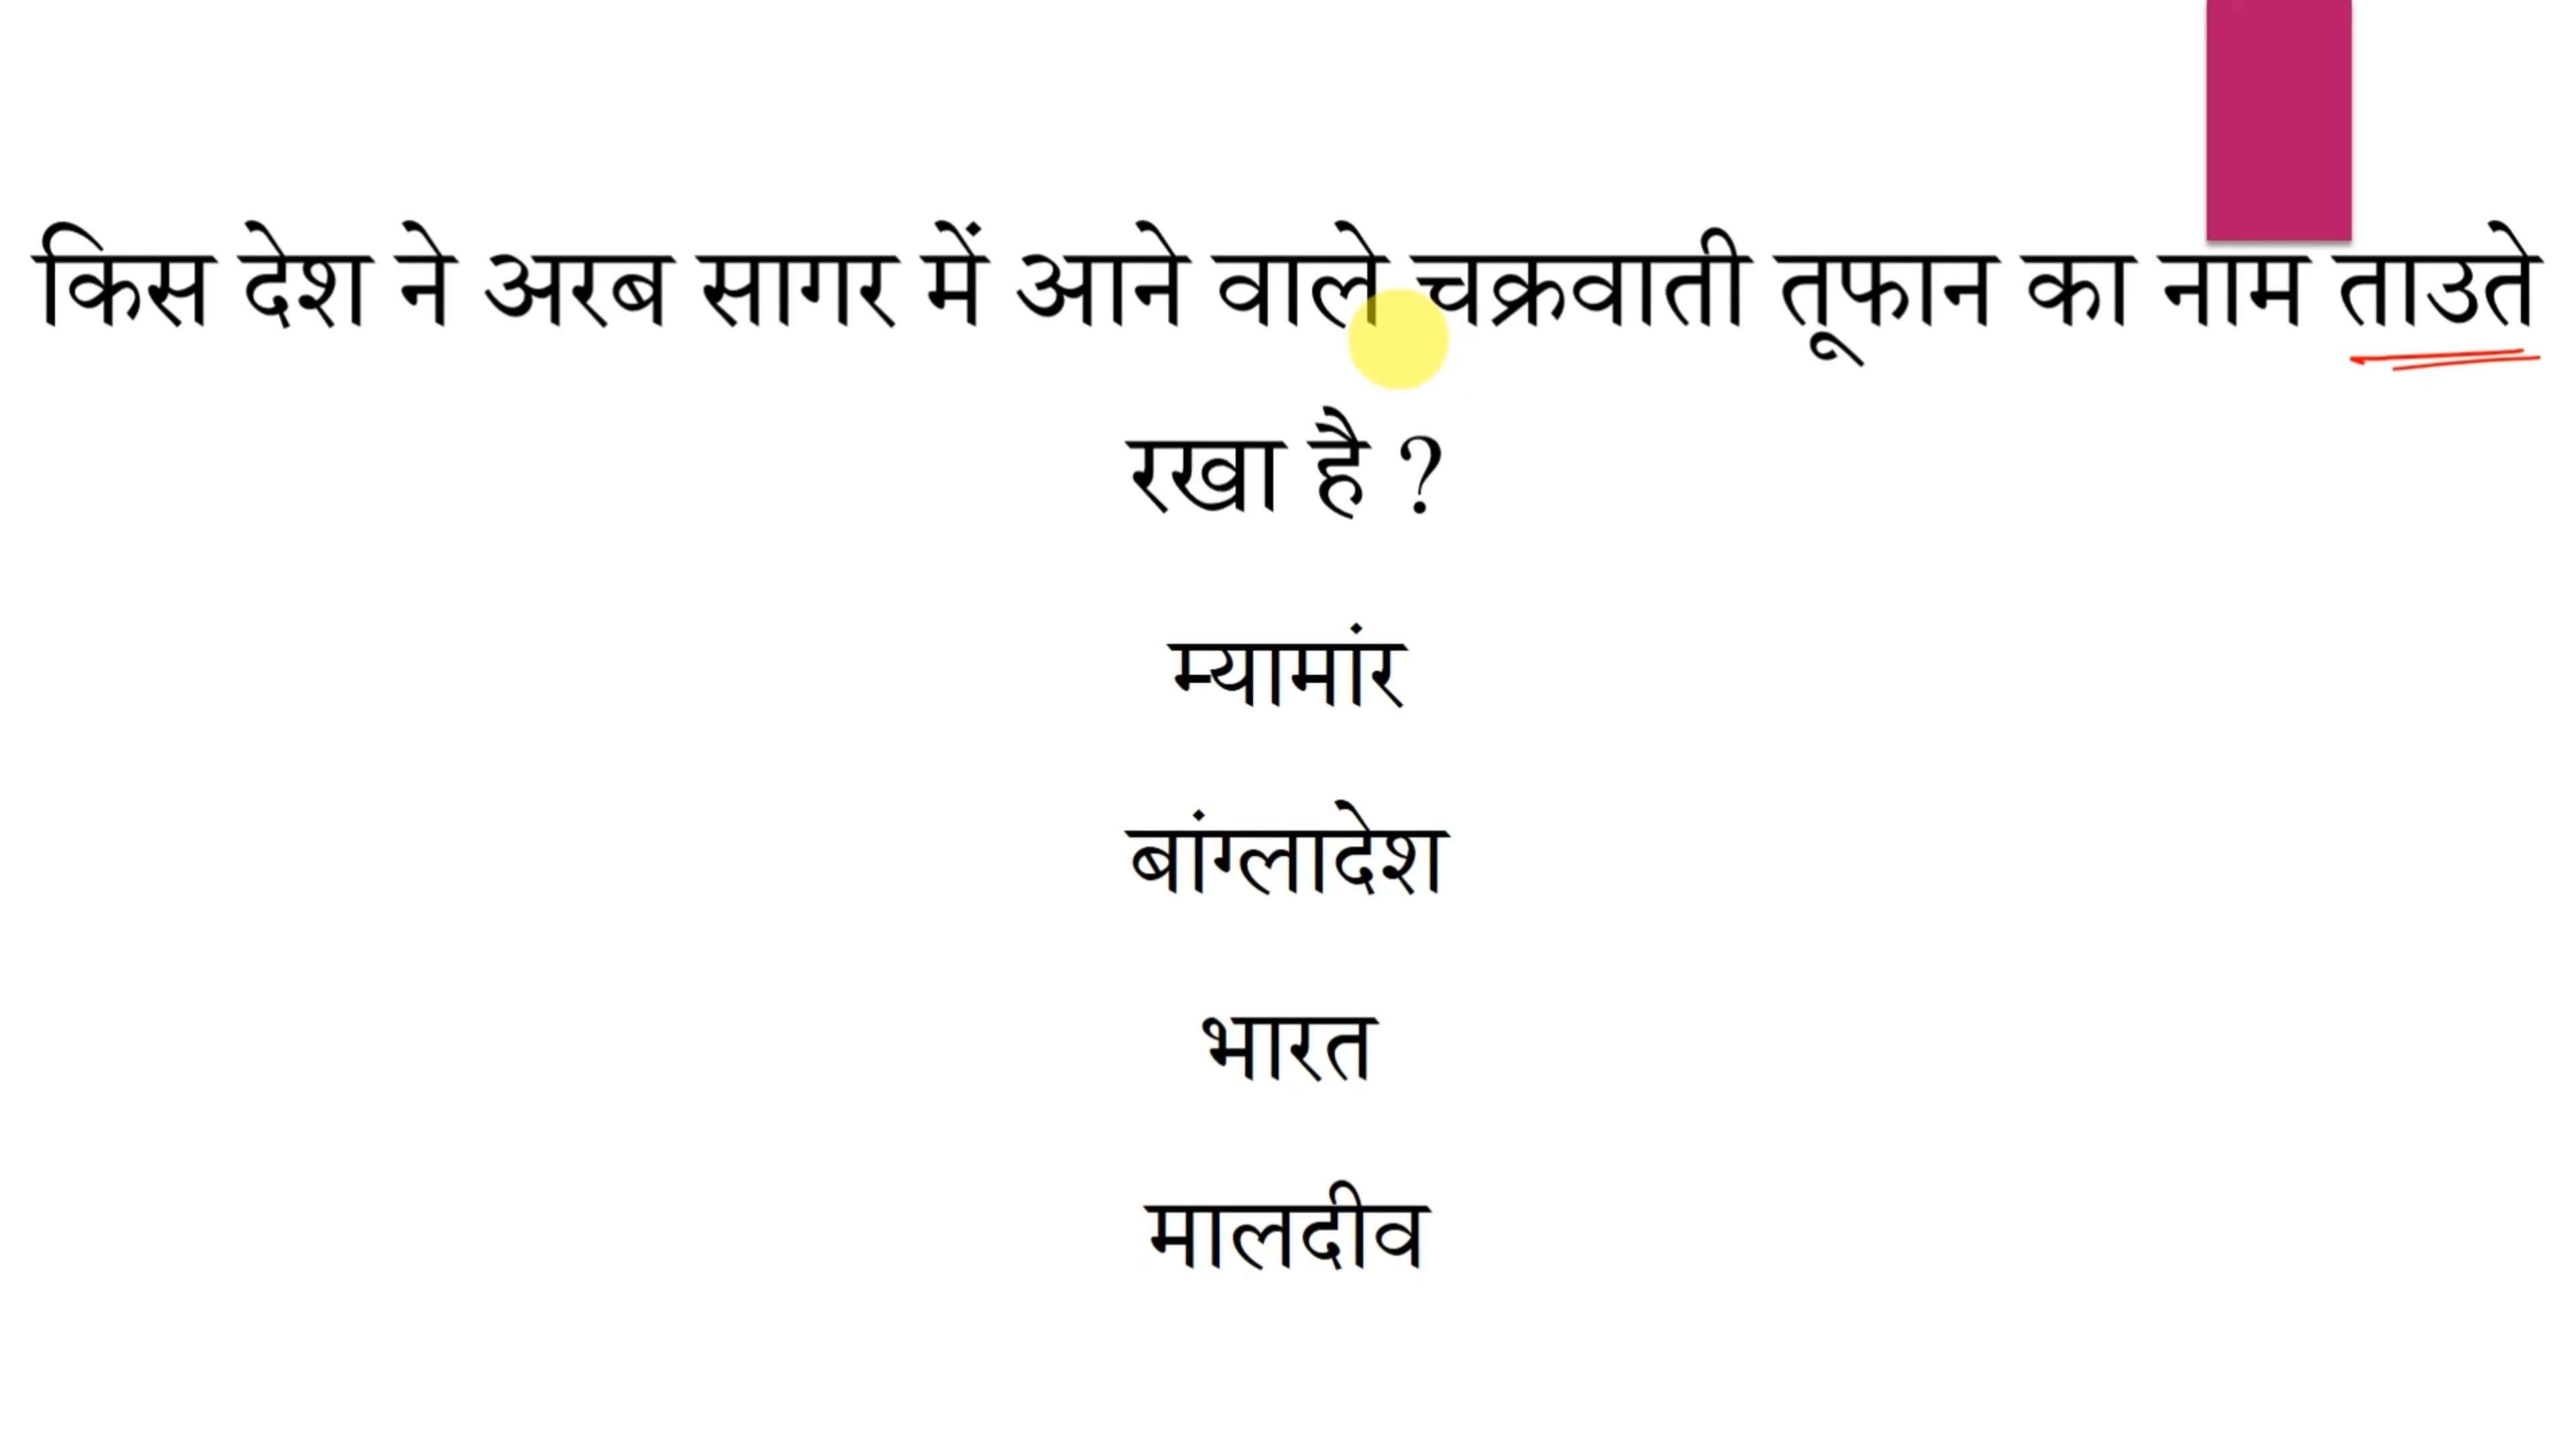 किस देश ने अरब सागर में आने वाले चक्रवाती तूफान का नाम ताउते
रखा है ?
म्यामांर
बांग्लादेश
भारत
मालदीव